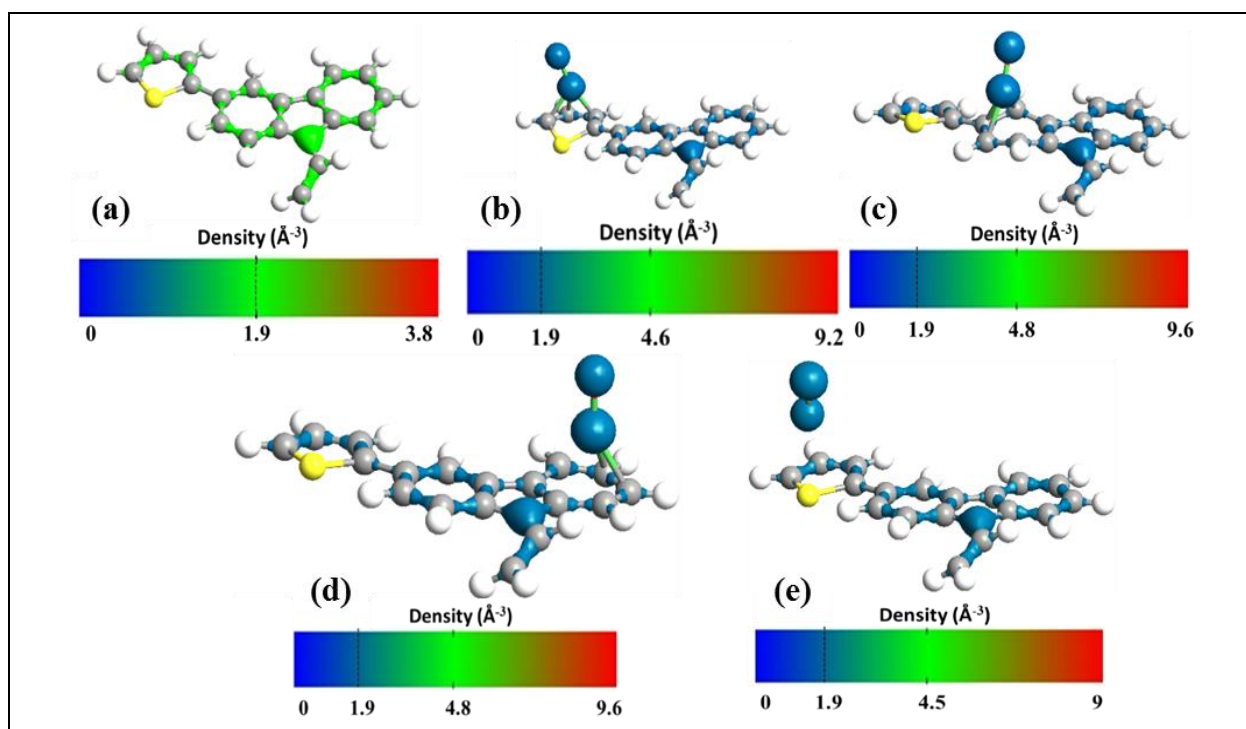 (a)
(b)
(c)
Density (Å⁻³)
0 1.9 3.8
Density (Å⁻³)
0 1.9 4.6 9.2
Density (Å⁻³)
0 1.9 4.8 9.6
(d)
(e)
Density (Å⁻³)
0 1.9 4.8 9.6
Density (Å⁻³)
0 1.9 4.5 9